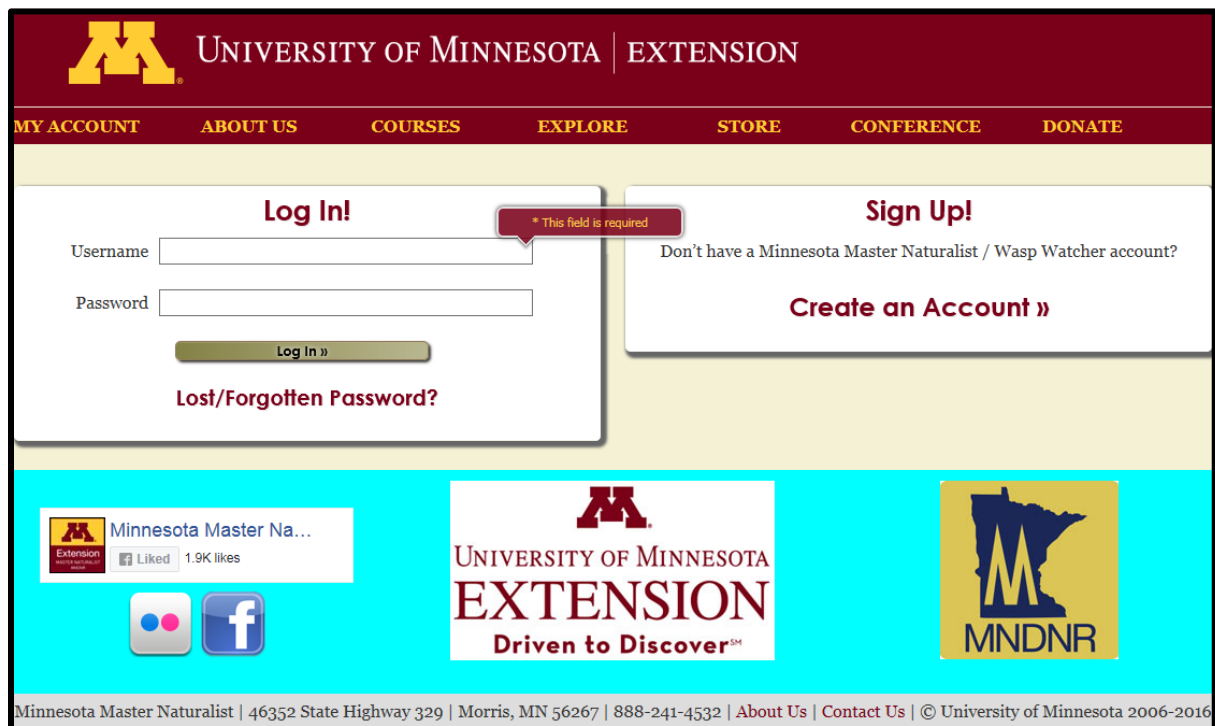 UNIVERSITY OF MINNESOTA | EXTENSION
MY ACCOUNT ABOUT US COURSES EXPLORE STORE CONFERENCE DONATE
Log In!
* This field is required
Username
Password
Log In »
Lost/Forgotten Password?
Sign Up!
Don't have a Minnesota Master Naturalist / Wasp Watcher account?
Create an Account »
Minnesota Master Na...
Extension
Liked 1.9K likes
UNIVERSITY OF MINNESOTA
EXTENSION
Driven to Discover℠
MNDNR
Minnesota Master Naturalist | 46352 State Highway 329 | Morris, MN 56267 | 888-241-4532 | About Us | Contact Us | © University of Minnesota 2006-2016